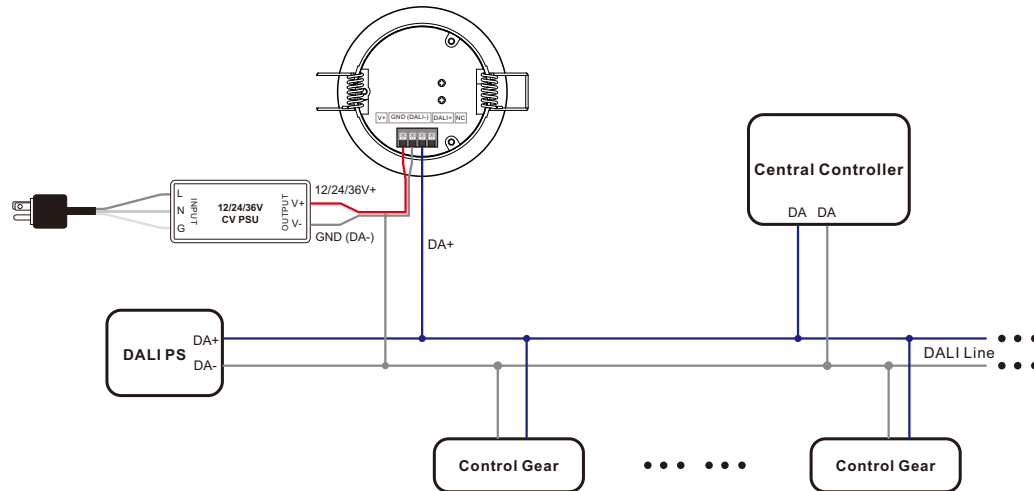 V+ GND (DALI-) DALI+ NC
Central Controller
DA DA
12/24/36V+
L
N
G
INPUT
12/24/36V
CV PSU
OUTPUT
V+
V-
GND (DA-)
DA+
DALI PS
DA+
DA-
DALI Line
Control Gear
Control Gear